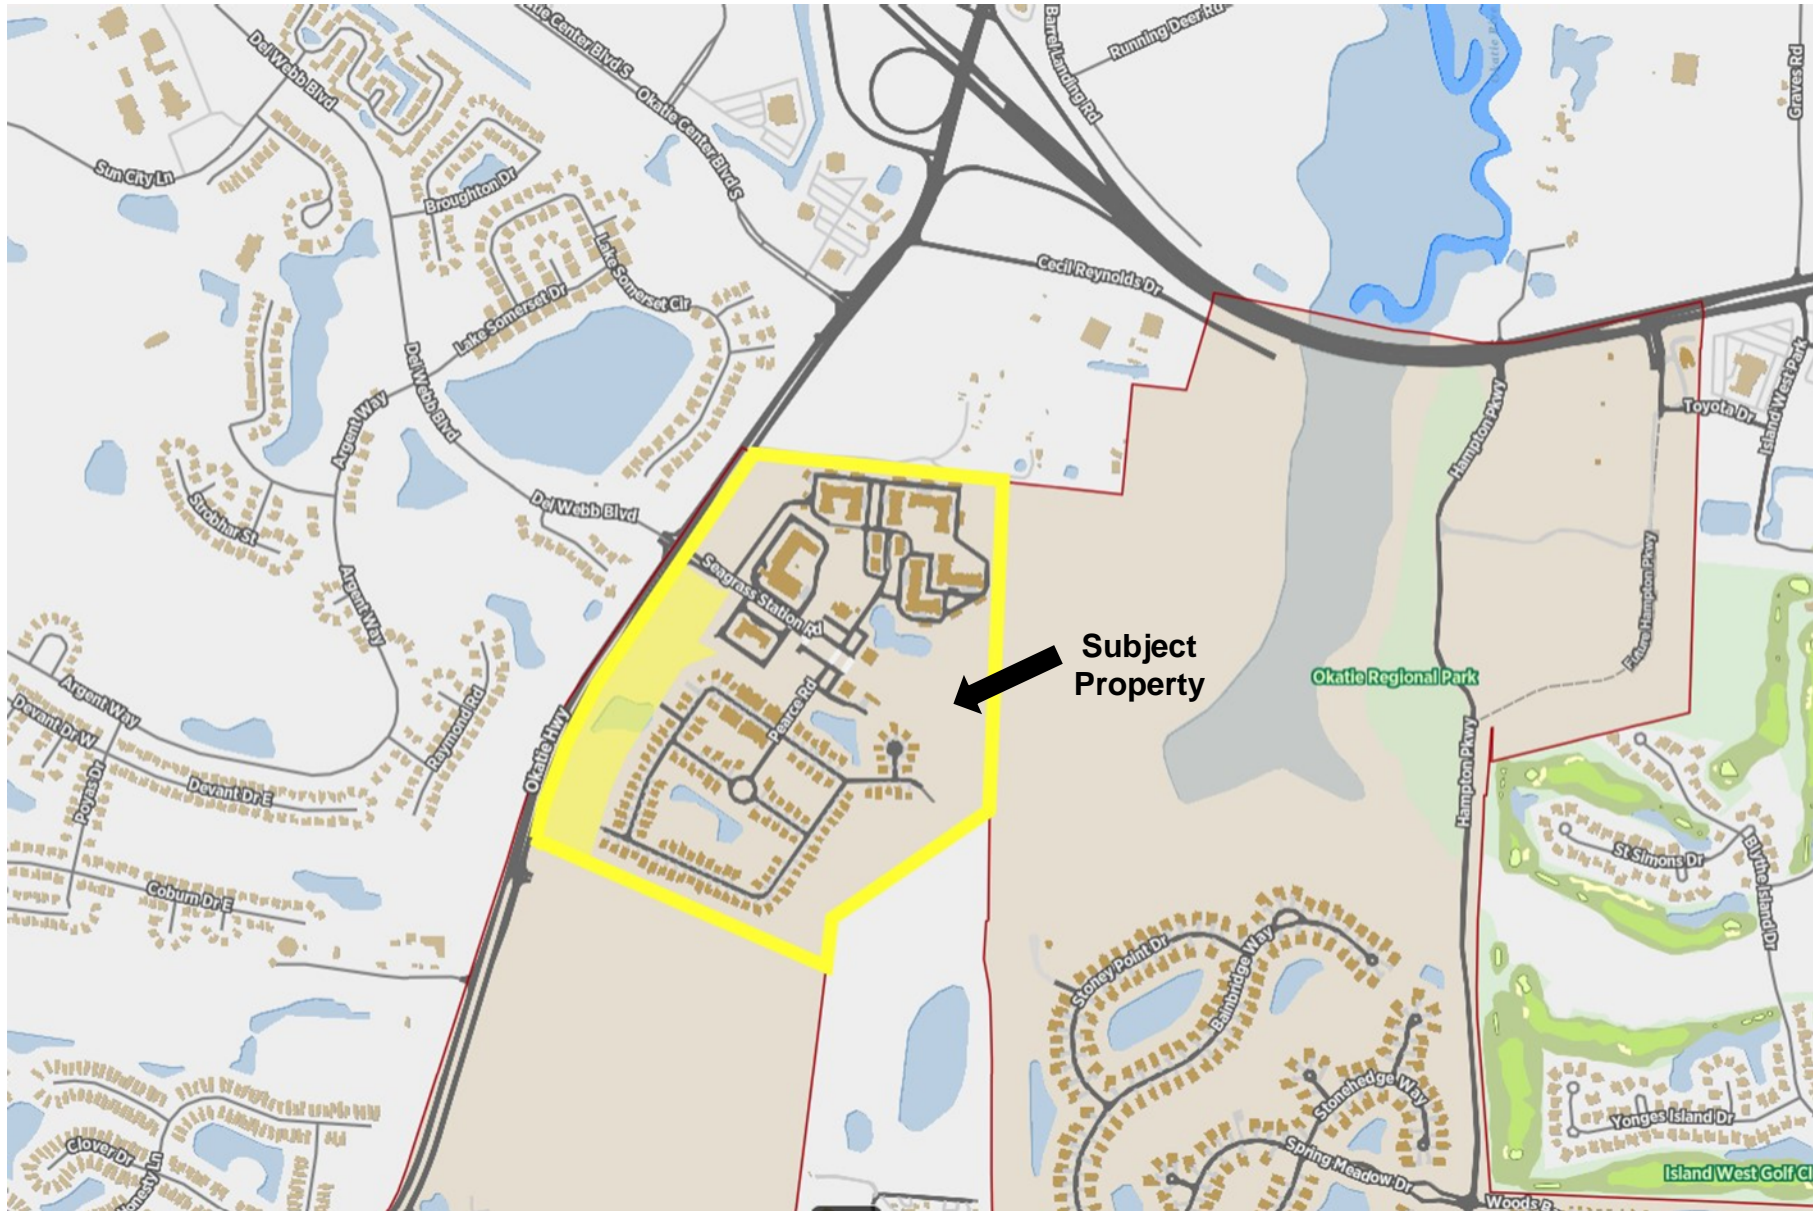 tie Center Blvd S
Barrel Landing Rd
Running Deer Rd
Okatie River
Graves Rd
Del Webb Blvd
Okatie Center Blvd S
Sun City Ln
Broughton Dr
Lake Somerset Cir
Cecil Reynolds Dr
Lake Somerset Dr
Del Webb Blvd
Argent Way
Hampton Pkwy
Toyota Dr
Island West Park
Strobhar St
Del Webb Blvd
Seagrass Station Rd
Argent Way
Future Hampton Pkwy
Subject
Property
Okatie Regional Park
Argent Way
Raymond Rd
Pearce Rd
Okatie Hwy
Devant Dr W
Poyas Dr
Devant Dr E
Hampton Pkwy
St Simons Dr
Blythe Island Dr
Coburn Dr E
Stoney Point Dr
Bainbridge Way
Stonehedge Way
Yonges Island Dr
Clover Dr
Honesty Ln
Spring Meadow Dr
Island West Golf Cl
Woods B